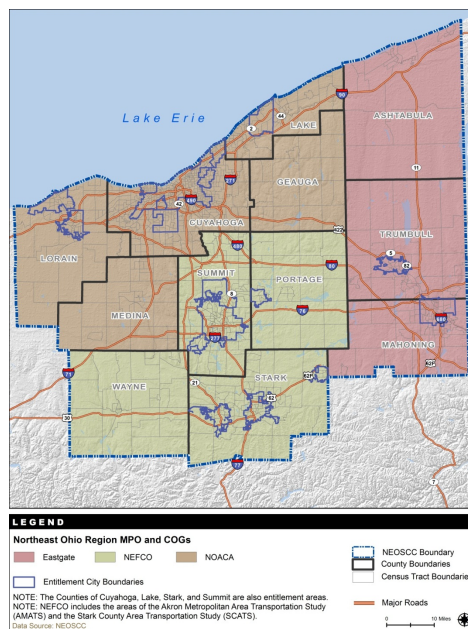 Lake Erie
90
44
2
LAKE
ASHTABULA
271
GEAUGA
11
490
42
CUYAHOGA
422
TRUMBULL
LORAIN
480
5
82
SUMMIT
PORTAGE
80
8
76
680
MEDINA
277
MAHONING
62P
71
STARK
62P
WAYNE
21
62
30
77
7
LEGEND
Northeast Ohio Region MPO and COGs
Eastgate
NEFCO
NOACA
Entitlement City Boundaries
NOTE: The Counties of Cuyahoga, Lake, Stark, and Summit are also entitlement areas.
NOTE: NEFCO includes the areas of the Akron Metropolitan Area Transportation Study
(AMATS) and the Stark County Area Transportation Study (SCATS).
Data Source: NEOSCC
NEOSCC Boundary
County Boundaries
Census Tract Boundaries
Major Roads
0 10 Miles